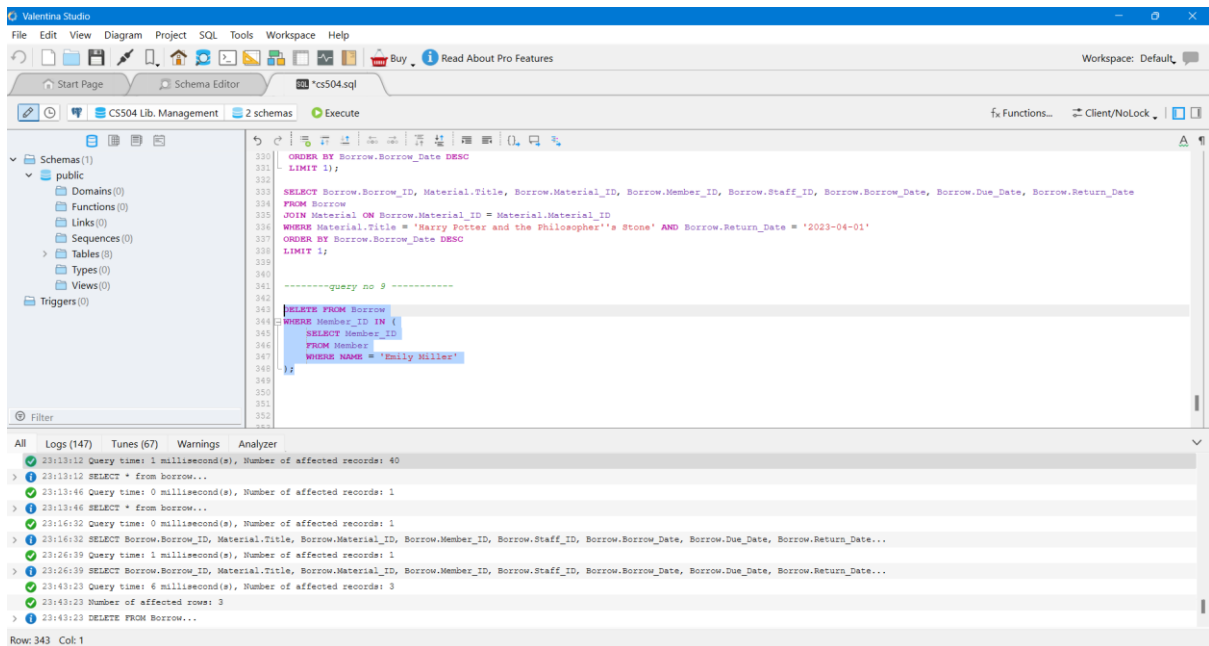 Valentina Studio
File Edit View Diagram Project SQL Tools Workspace Help
Buy Read About Pro Features Workspace: Default
Start Page Schema Editor SQL *cs504.sql
CS504 Lib. Management 2 schemas Execute fx Functions... Client/NoLock
Schemas (1)
public
Domains (0)
Functions (0)
Links (0)
Sequences (0)
Tables (8)
Types (0)
Views (0)
Triggers (0)
Filter
330 ORDER BY Borrow.Borrow_Date DESC
331 LIMIT 1);
332
333 SELECT Borrow.Borrow_ID, Material.Title, Borrow.Material_ID, Borrow.Member_ID, Borrow.Staff_ID, Borrow.Borrow_Date, Borrow.Due_Date, Borrow.Return_Date
334 FROM Borrow
335 JOIN Material ON Borrow.Material_ID = Material.Material_ID
336 WHERE Material.Title = 'Harry Potter and the Philosopher''s Stone' AND Borrow.Return_Date = '2023-04-01'
337 ORDER BY Borrow.Borrow_Date DESC
338 LIMIT 1;
339
340
341 --------query no 9 -----------
342
343 DELETE FROM Borrow
344 WHERE Member_ID IN (
345 SELECT Member_ID
346 FROM Member
347 WHERE NAME = 'Emily Miller'
348 );
349
350
351
352
All Logs (147) Tunes (67) Warnings Analyzer
23:13:12 Query time: 1 millisecond(s), Number of affected records: 40
23:13:12 SELECT * from borrow...
23:13:46 Query time: 0 millisecond(s), Number of affected records: 1
23:13:46 SELECT * from borrow...
23:16:32 Query time: 0 millisecond(s), Number of affected records: 1
23:16:32 SELECT Borrow.Borrow_ID, Material.Title, Borrow.Material_ID, Borrow.Member_ID, Borrow.Staff_ID, Borrow.Borrow_Date, Borrow.Due_Date, Borrow.Return_Date...
23:26:39 Query time: 1 millisecond(s), Number of affected records: 1
23:26:39 SELECT Borrow.Borrow_ID, Material.Title, Borrow.Material_ID, Borrow.Member_ID, Borrow.Staff_ID, Borrow.Borrow_Date, Borrow.Due_Date, Borrow.Return_Date...
23:43:23 Query time: 6 millisecond(s), Number of affected records: 3
23:43:23 Number of affected rows: 3
23:43:23 DELETE FROM Borrow...
Row: 343 Col: 1